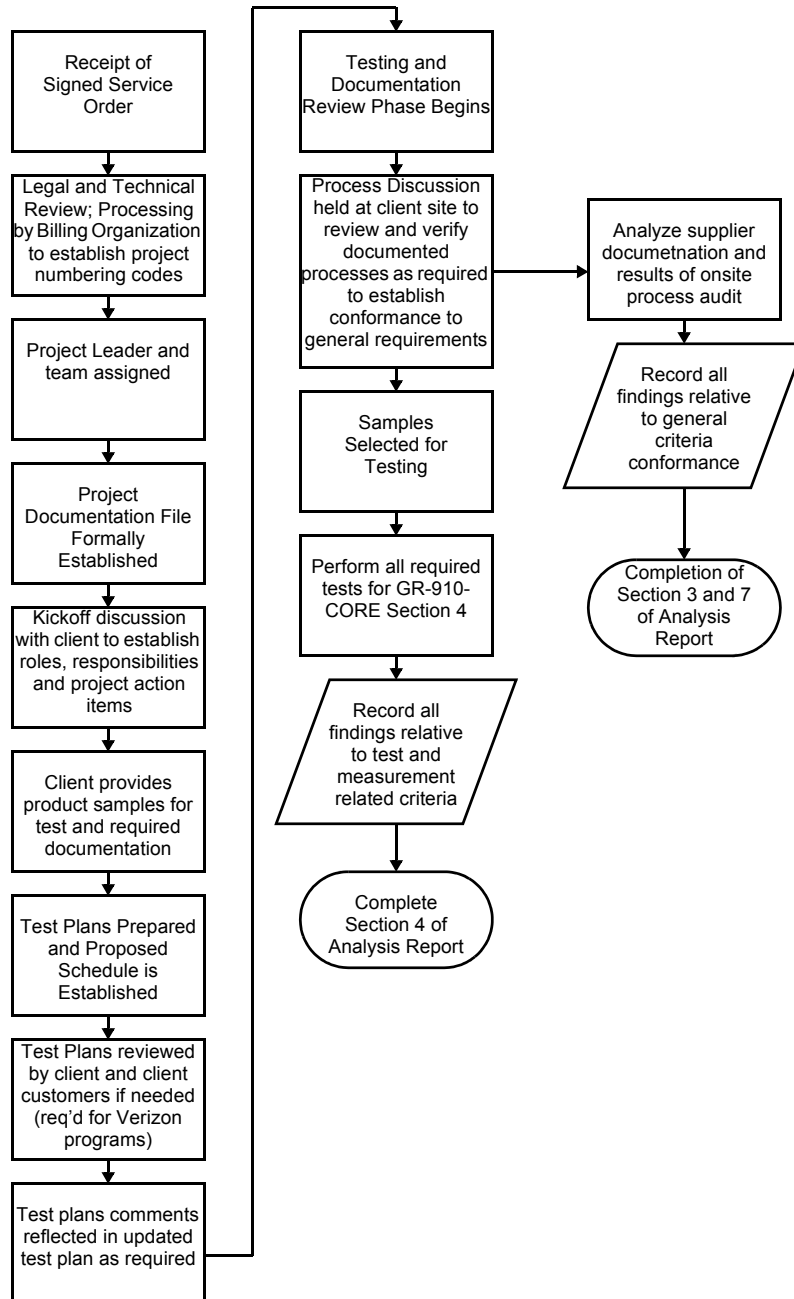 Receipt of
Signed Service
Order
Legal and Technical
Review; Processing
by Billing Organization
to establish project
numbering codes
Project Leader and
team assigned
Project
Documentation File
Formally
Established
Kickoff discussion
with client to establish
roles, responsibilities
and project action
items
Client provides
product samples for
test and required
documentation
Test Plans Prepared
and Proposed
Schedule is
Established
Test Plans reviewed
by client and client
customers if needed
(req’d for Verizon
programs)
Test plans comments
reflected in updated
test plan as required
Testing and
Documentation
Review Phase Begins
Process Discussion
held at client site to
review and verify
documented
processes as required
to establish
conformance to
general requirements
Samples
Selected for
Testing
Perform all required
tests for GR-910-
CORE Section 4
Record all
findings relative
to test and
measurement
related criteria
Complete
Section 4 of
Analysis Report
Analyze supplier
documetnation and
results of onsite
process audit
Record all
findings relative
to general
criteria
conformance
Completion of
Section 3 and 7
of Analysis
Report